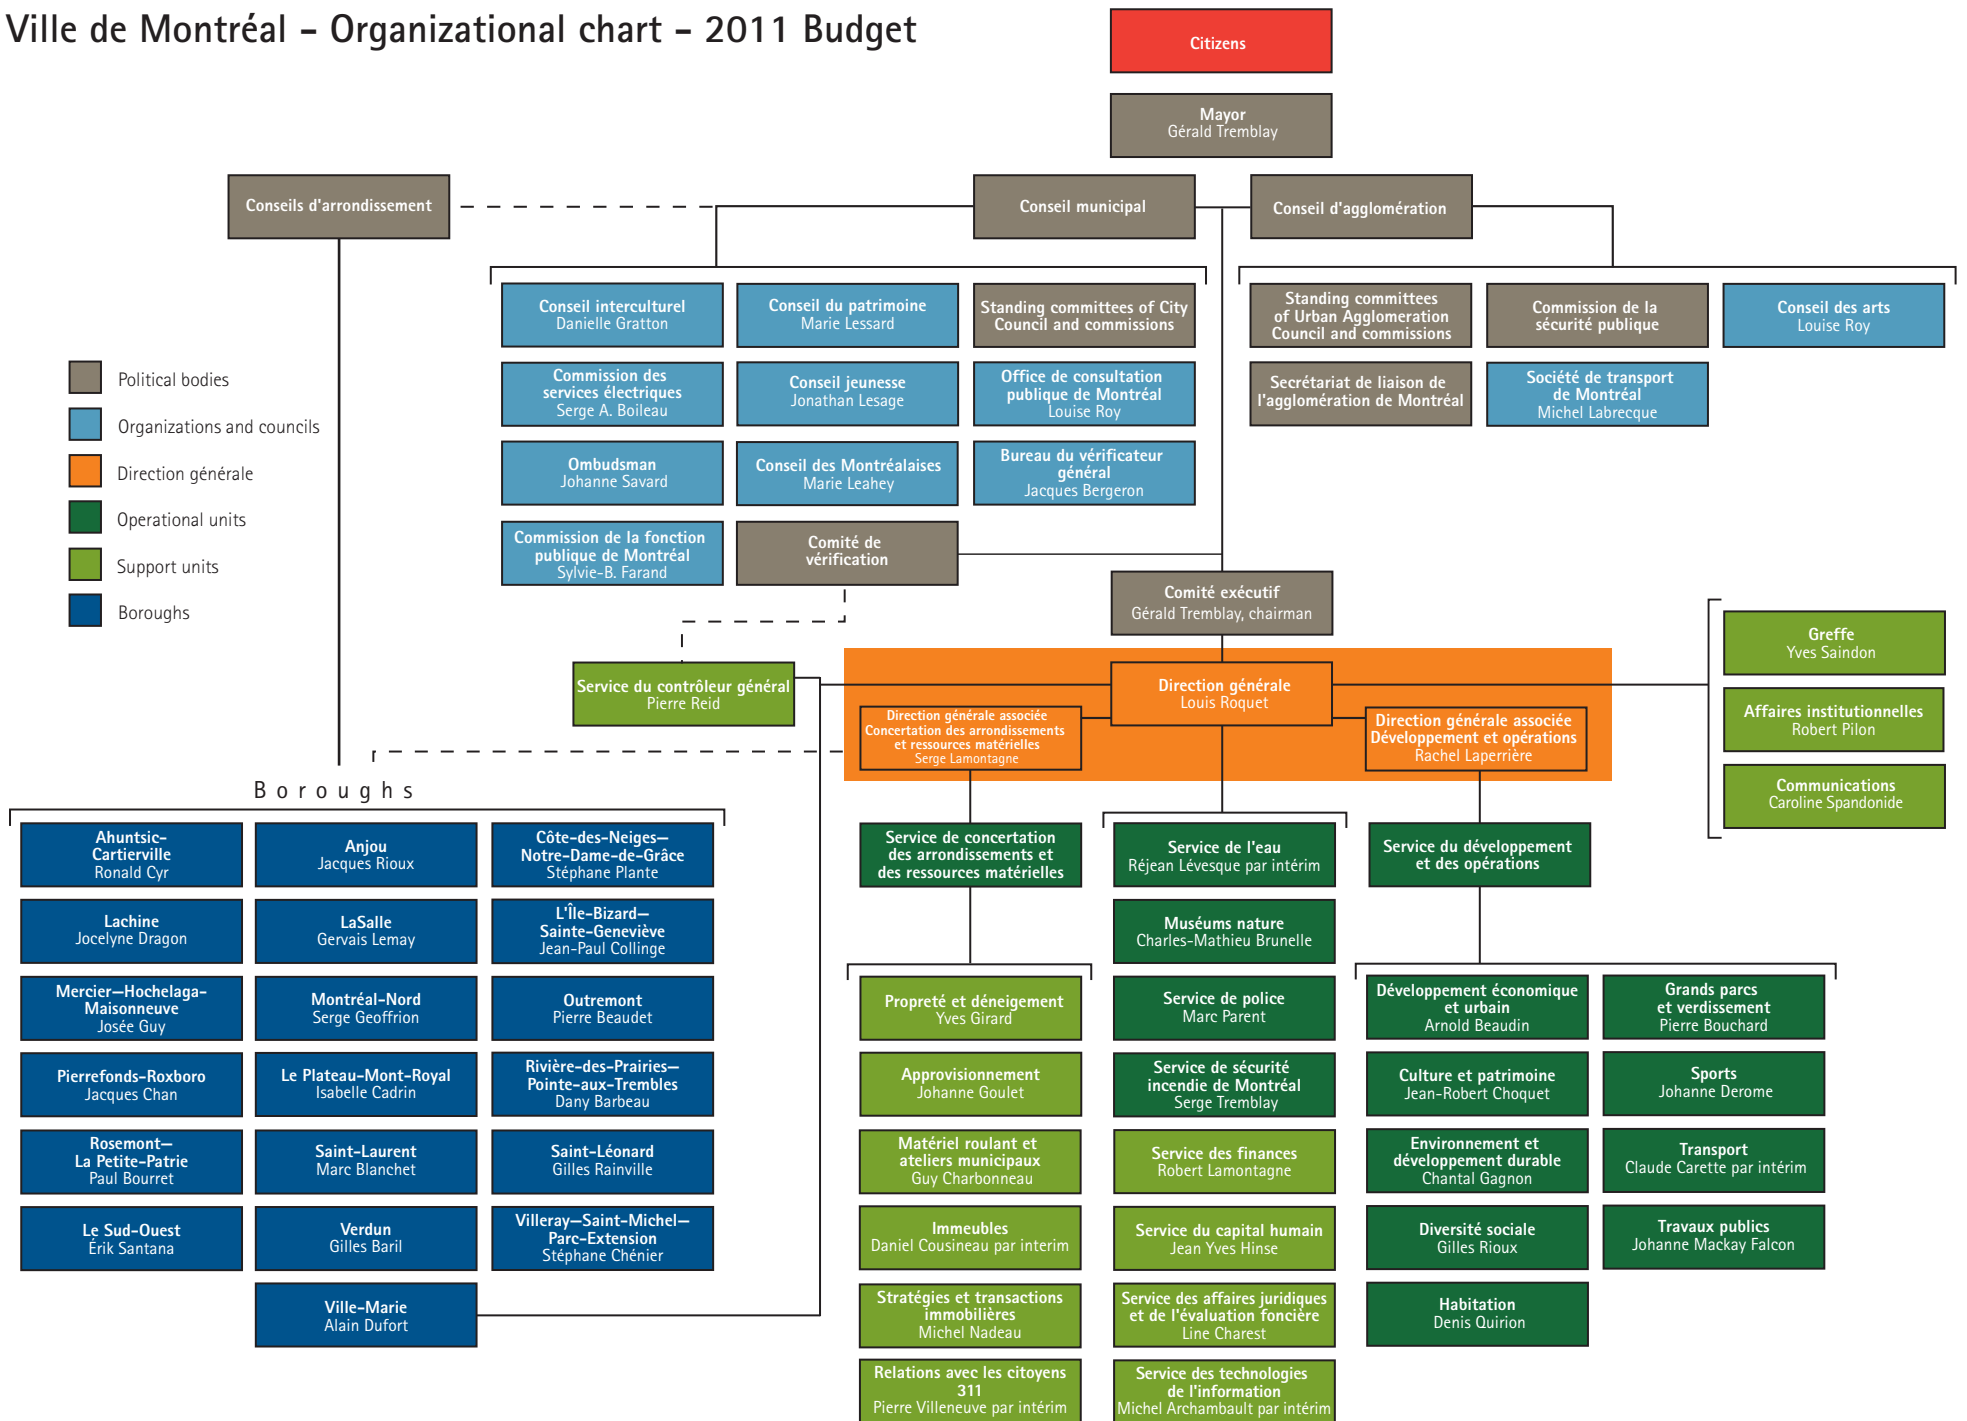 Ville de Montréal - Organizational chart - 2011 Budget
Citizens
Mayor
Gérald Tremblay
Conseils d'arrondissement
Conseil municipal
Conseil d'agglomération
Conseil interculturel
Danielle Gratton
Conseil du patrimoine
Marie Lessard
Standing committees of City
Council and commissions
Standing committees
of Urban Agglomeration
Council and commissions
Commission de la
sécurité publique
Conseil des arts
Louise Roy
Commission des
services électriques
Serge A. Boileau
Conseil jeunesse
Jonathan Lesage
Office de consultation
publique de Montréal
Louise Roy
Secrétariat de liaison de
l'agglomération de Montréal
Société de transport
de Montréal
Michel Labrecque
Ombudsman
Johanne Savard
Conseil des Montréalaises
Marie Leahey
Bureau du vérificateur
général
Jacques Bergeron
Commission de la fonction
publique de Montréal
Sylvie-B. Farand
Comité de
vérification
Political bodies
Organizations and councils
Direction générale
Operational units
Support units
Boroughs
Comité exécutif
Gérald Tremblay, chairman
Service du contrôleur général
Pierre Reid
Direction générale
Louis Roquet
Direction générale associée
Concertation des arrondissements
et ressources matérielles
Serge Lamontagne
Direction générale associée
Développement et opérations
Rachel Laperrière
Greffe
Yves Saindon
Affaires institutionnelles
Robert Pilon
Communications
Caroline Spandonide
Boroughs
Ahuntsic-
Cartierville
Ronald Cyr
Anjou
Jacques Rioux
Côte-des-Neiges—
Notre-Dame-de-Grâce
Stéphane Plante
Lachine
Jocelyne Dragon
LaSalle
Gervais Lemay
L'Île-Bizard—
Sainte-Geneviève
Jean-Paul Collinge
Mercier—Hochelaga-
Maisonneuve
Josée Guy
Montréal-Nord
Serge Geoffrion
Outremont
Pierre Beaudet
Pierrefonds-Roxboro
Jacques Chan
Le Plateau-Mont-Royal
Isabelle Cadrin
Rivière-des-Prairies—
Pointe-aux-Trembles
Dany Barbeau
Rosemont—
La Petite-Patrie
Paul Bourret
Saint-Laurent
Marc Blanchet
Saint-Léonard
Gilles Rainville
Le Sud-Ouest
Érik Santana
Verdun
Gilles Baril
Villeray—Saint-Michel—
Parc-Extension
Stéphane Chénier
Ville-Marie
Alain Dufort
Service de concertation
des arrondissements et
des ressources matérielles
Propreté et déneigement
Yves Girard
Approvisionnement
Johanne Goulet
Matériel roulant et
ateliers municipaux
Guy Charbonneau
Immeubles
Daniel Cousineau par interim
Stratégies et transactions
immobilières
Michel Nadeau
Relations avec les citoyens
311
Pierre Villeneuve par intérim
Service de l'eau
Réjean Lévesque par intérim
Muséums nature
Charles-Mathieu Brunelle
Service de police
Marc Parent
Service de sécurité
incendie de Montréal
Serge Tremblay
Service des finances
Robert Lamontagne
Service du capital humain
Jean Yves Hinse
Service des affaires juridiques
et de l'évaluation foncière
Line Charest
Service des technologies
de l'information
Michel Archambault par intérim
Service du développement
et des opérations
Développement économique
et urbain
Arnold Beaudin
Grands parcs
et verdissement
Pierre Bouchard
Culture et patrimoine
Jean-Robert Choquet
Sports
Johanne Derome
Environnement et
développement durable
Chantal Gagnon
Transport
Claude Carette par intérim
Diversité sociale
Gilles Rioux
Travaux publics
Johanne Mackay Falcon
Habitation
Denis Quirion